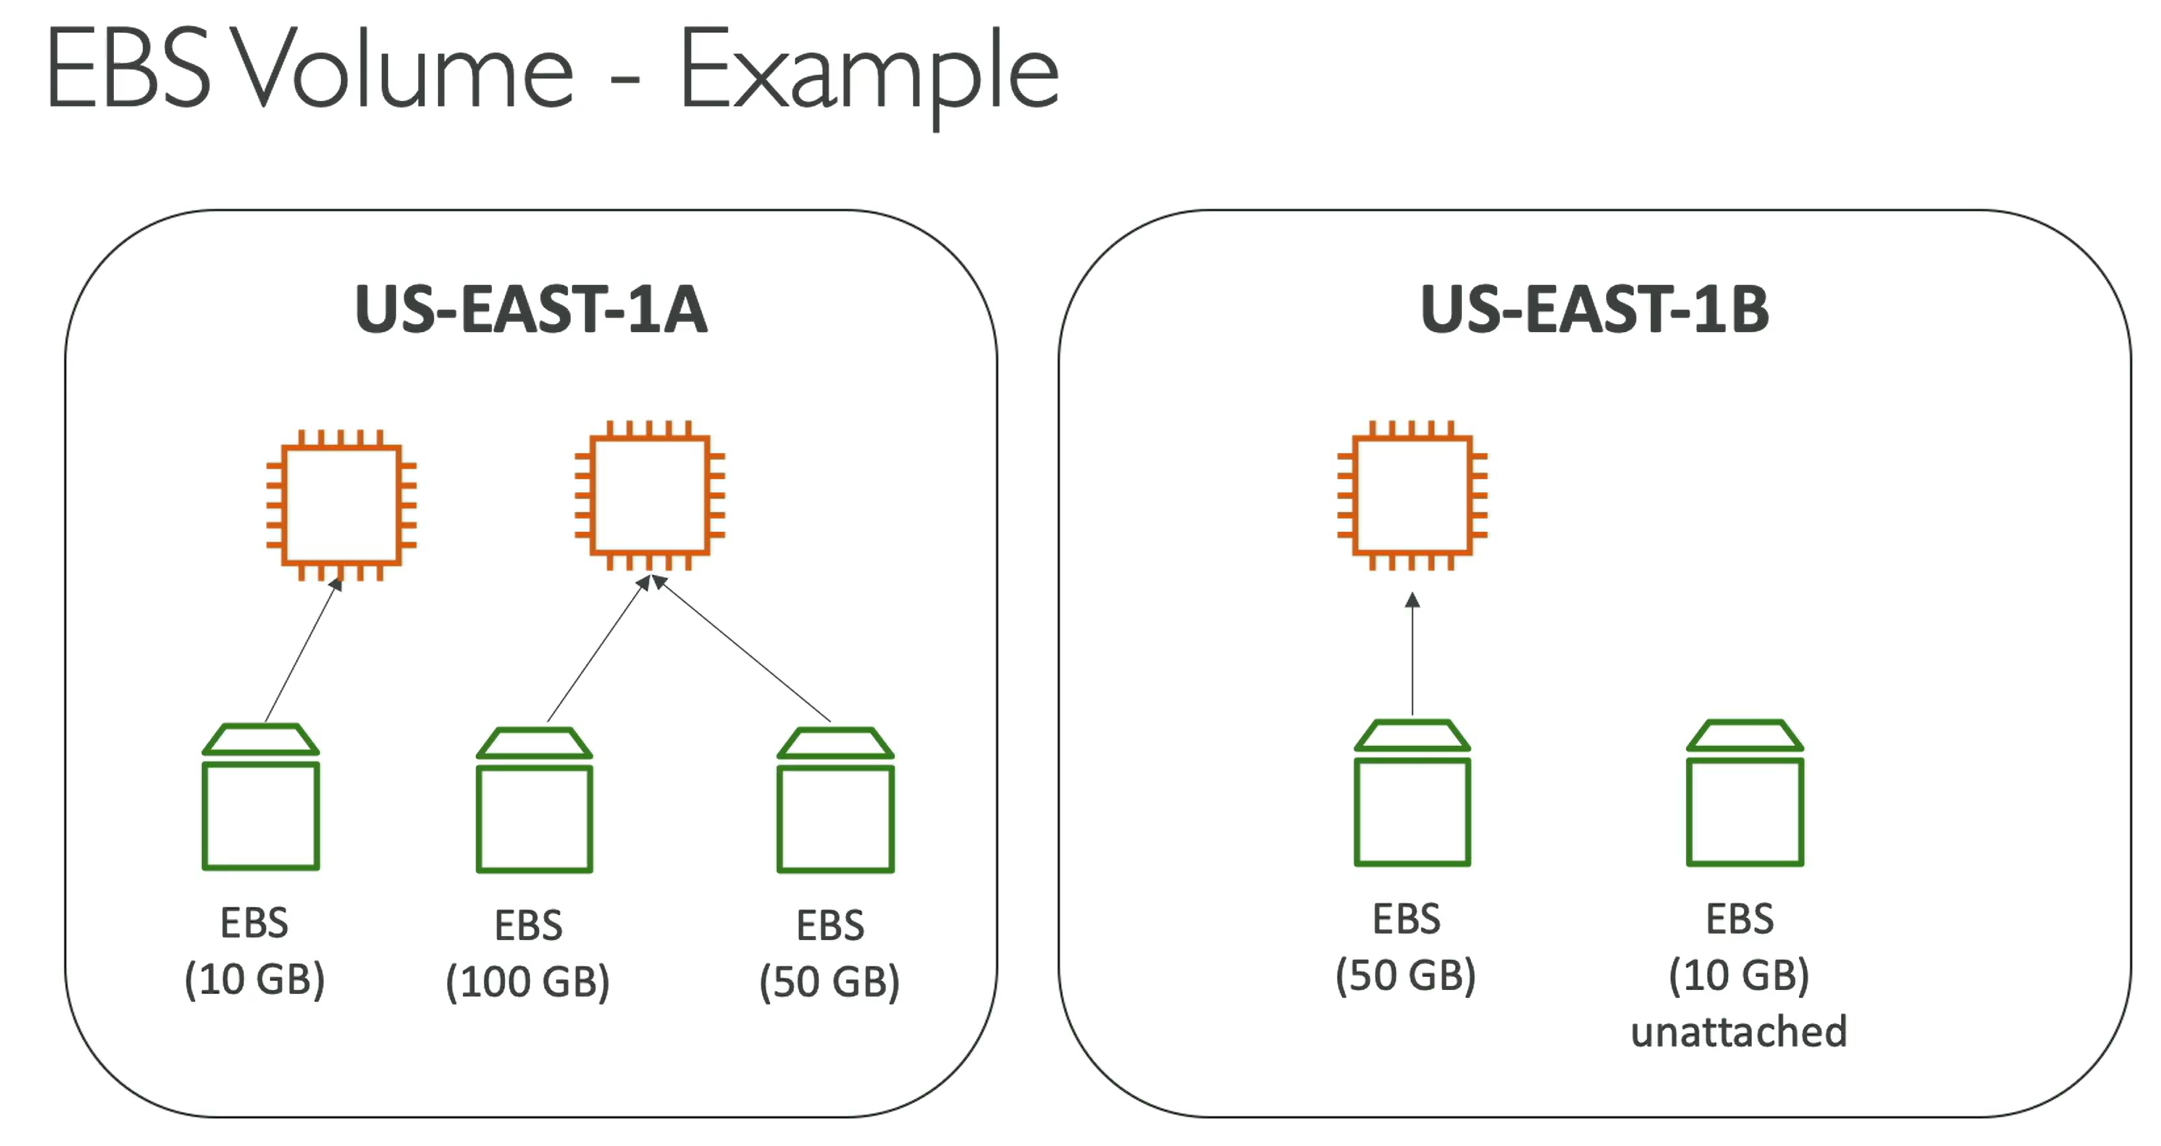 EBS Volume - Example
US-EAST-1A
EBS
(10 GB)
EBS
(100 GB)
EBS
(50 GB)
US-EAST-1B
EBS
(50 GB)
EBS
(10 GB)
unattached